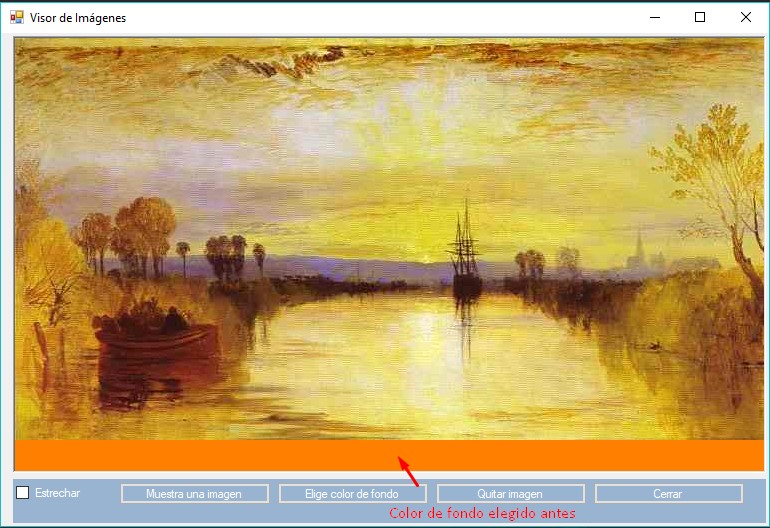 Visor de Imágenes
Estrechar
Muestra una imagen
Elige color de fondo
Quitar imagen
Cerrar
Color de fondo elegido antes